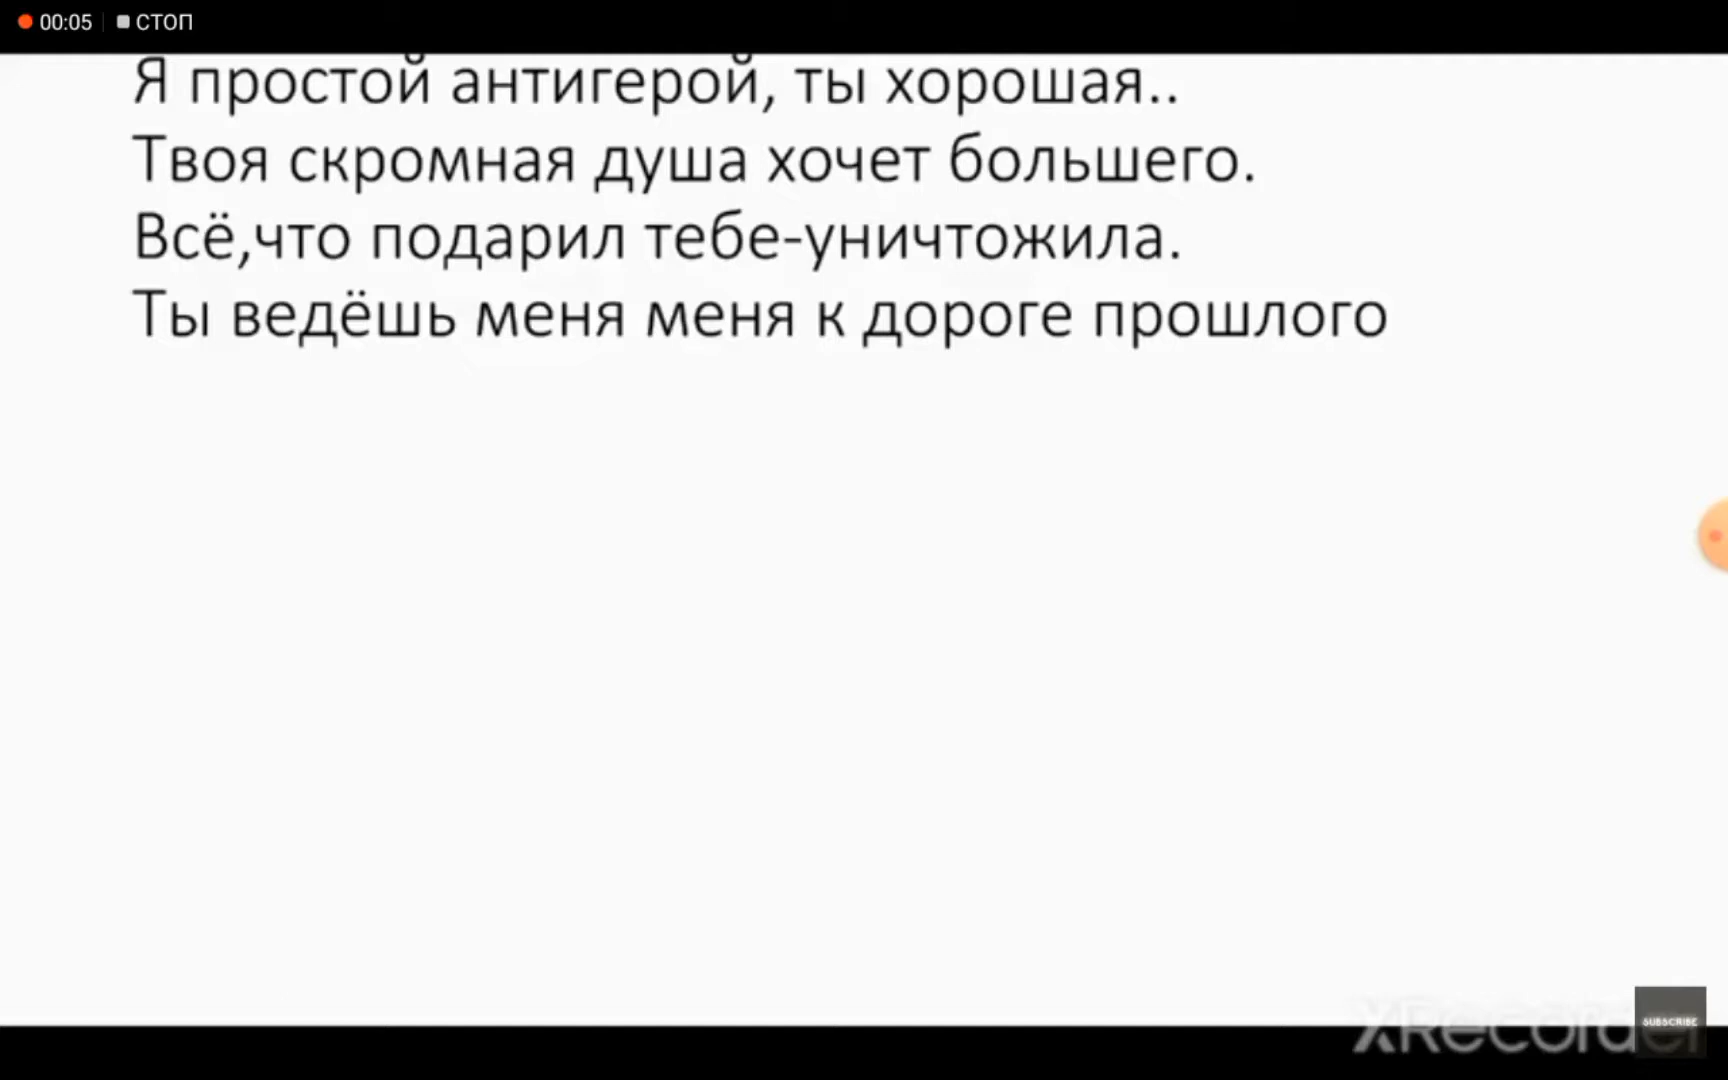 00:05 СТОП
Я простой антигерой, ты хорошая..
Твоя скромная душа хочет большего.
Всё,что подарил тебе-уничтожила.
Ты ведёшь меня меня к дороге прошлого
XRecorder
SUBSCRIBE